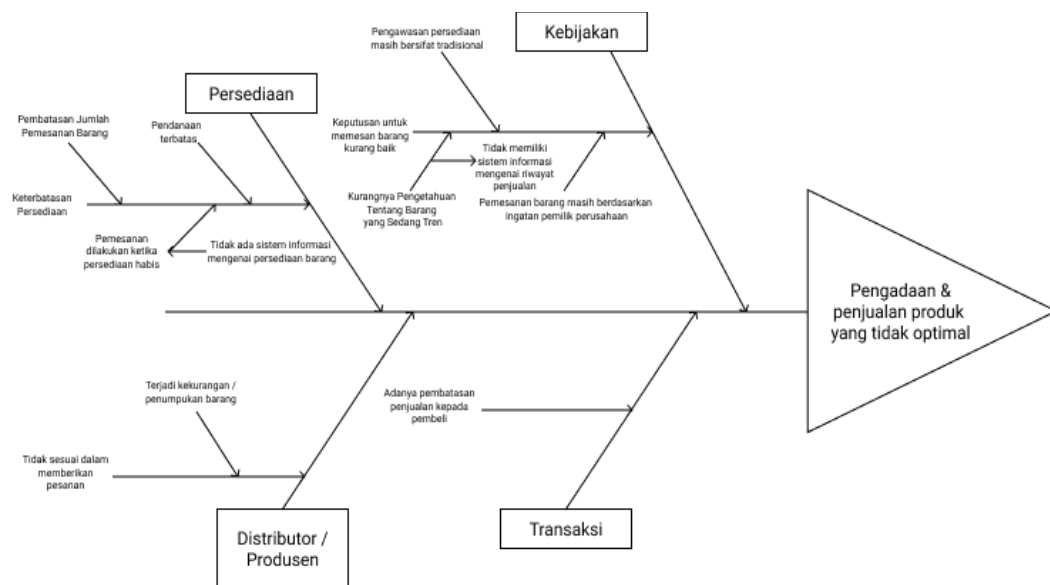 Pengawasan persediaan
masih bersifat tradisional
Kebijakan
Persediaan
Pembatasan Jumlah
Pemesanan Barang
Pendanaan
terbatas
Keputusan untuk
memesan barang
kurang baik
Tidak memiliki
sistem informasi
mengenai riwayat
penjualan
Keterbatasan
Persediaan
Kurangnya Pengetahuan
Tentang Barang
yang Sedang Tren
Pemesanan barang masih berdasarkan
ingatan pemilik perusahaan
Pemesanan
dilakukan ketika
persediaan habis
Tidak ada sistem informasi
mengenai persediaan barang
Pengadaan &
penjualan produk
yang tidak optimal
Terjadi kekurangan /
penumpukan barang
Adanya pembatasan
penjualan kepada
pembeli
Tidak sesuai dalam
memberikan
pesanan
Distributor /
Produsen
Transaksi